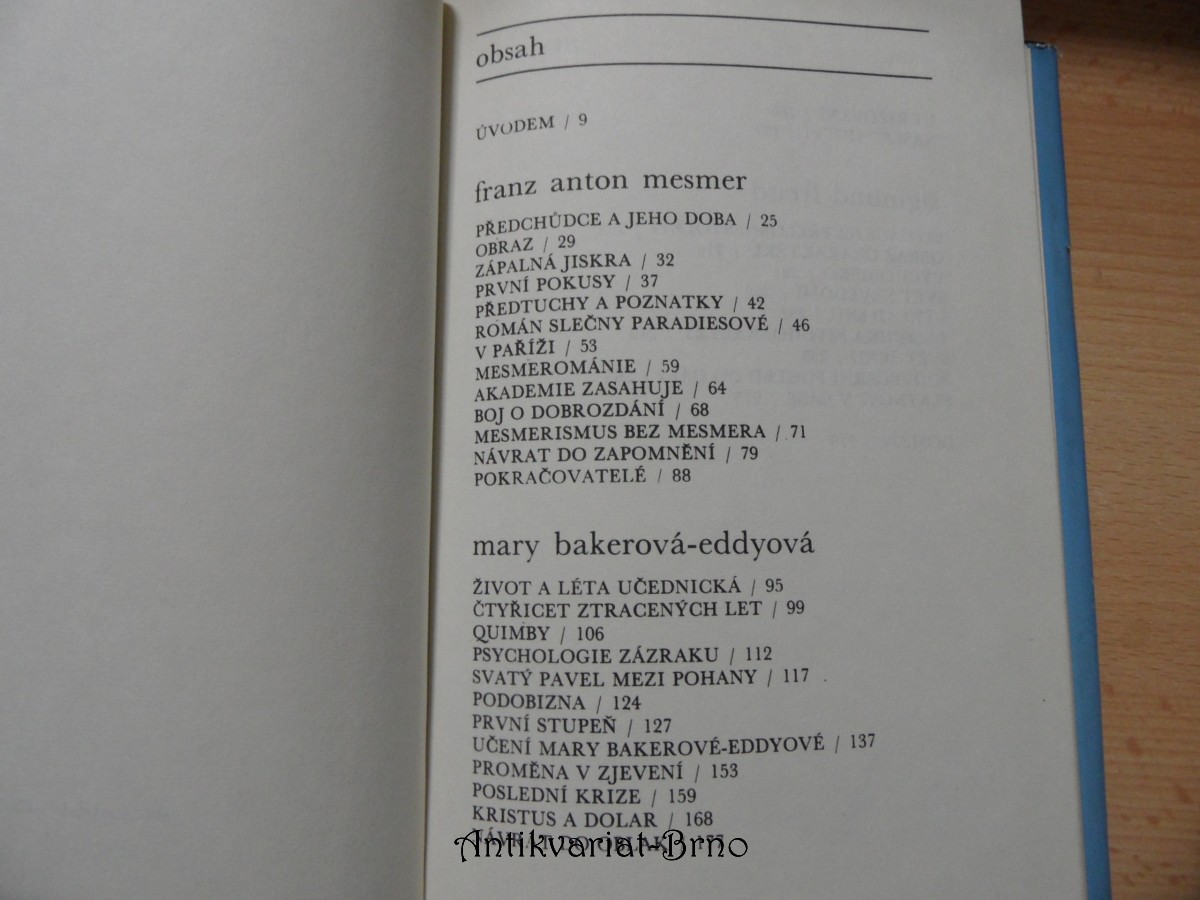 obsah
ÚVODEM / 9
franz anton mesmer
PŘEDCHŮDCE A JEHO DOBA / 25
OBRAZ / 29
ZÁPALNÁ JISKRA / 32
PRVNÍ POKUSY / 37
PŘEDTUCHY A POZNATKY / 42
ROMÁN SLEČNY PARADIESOVÉ / 46
V PAŘÍŽI / 53
MESMEROMÁNIE / 59
AKADEMIE ZASAHUJE / 64
BOJ O DOBROZDÁNÍ / 68
MESMERISMUS BEZ MESMERA / 71
NÁVRAT DO ZAPOMNĚNÍ / 79
POKRAČOVATELÉ / 88
mary bakerová-eddyová
ŽIVOT A LÉTA UČEDNICKÁ / 95
ČTYŘICET ZTRACENÝCH LET / 99
QUIMBY / 106
PSYCHOLOGIE ZÁZRAKU / 112
SVATÝ PAVEL MEZI POHANY / 117
PODOBIZNA / 124
PRVNÍ STUPEŇ / 127
UČENÍ MARY BAKEROVÉ-EDDYOVÉ / 137
PROMĚNA V ZJEVENÍ / 153
POSLEDNÍ KRIZE / 159
KRISTUS A DOLAR / 168
NÁVRAT DO
Antikvariat-Brno